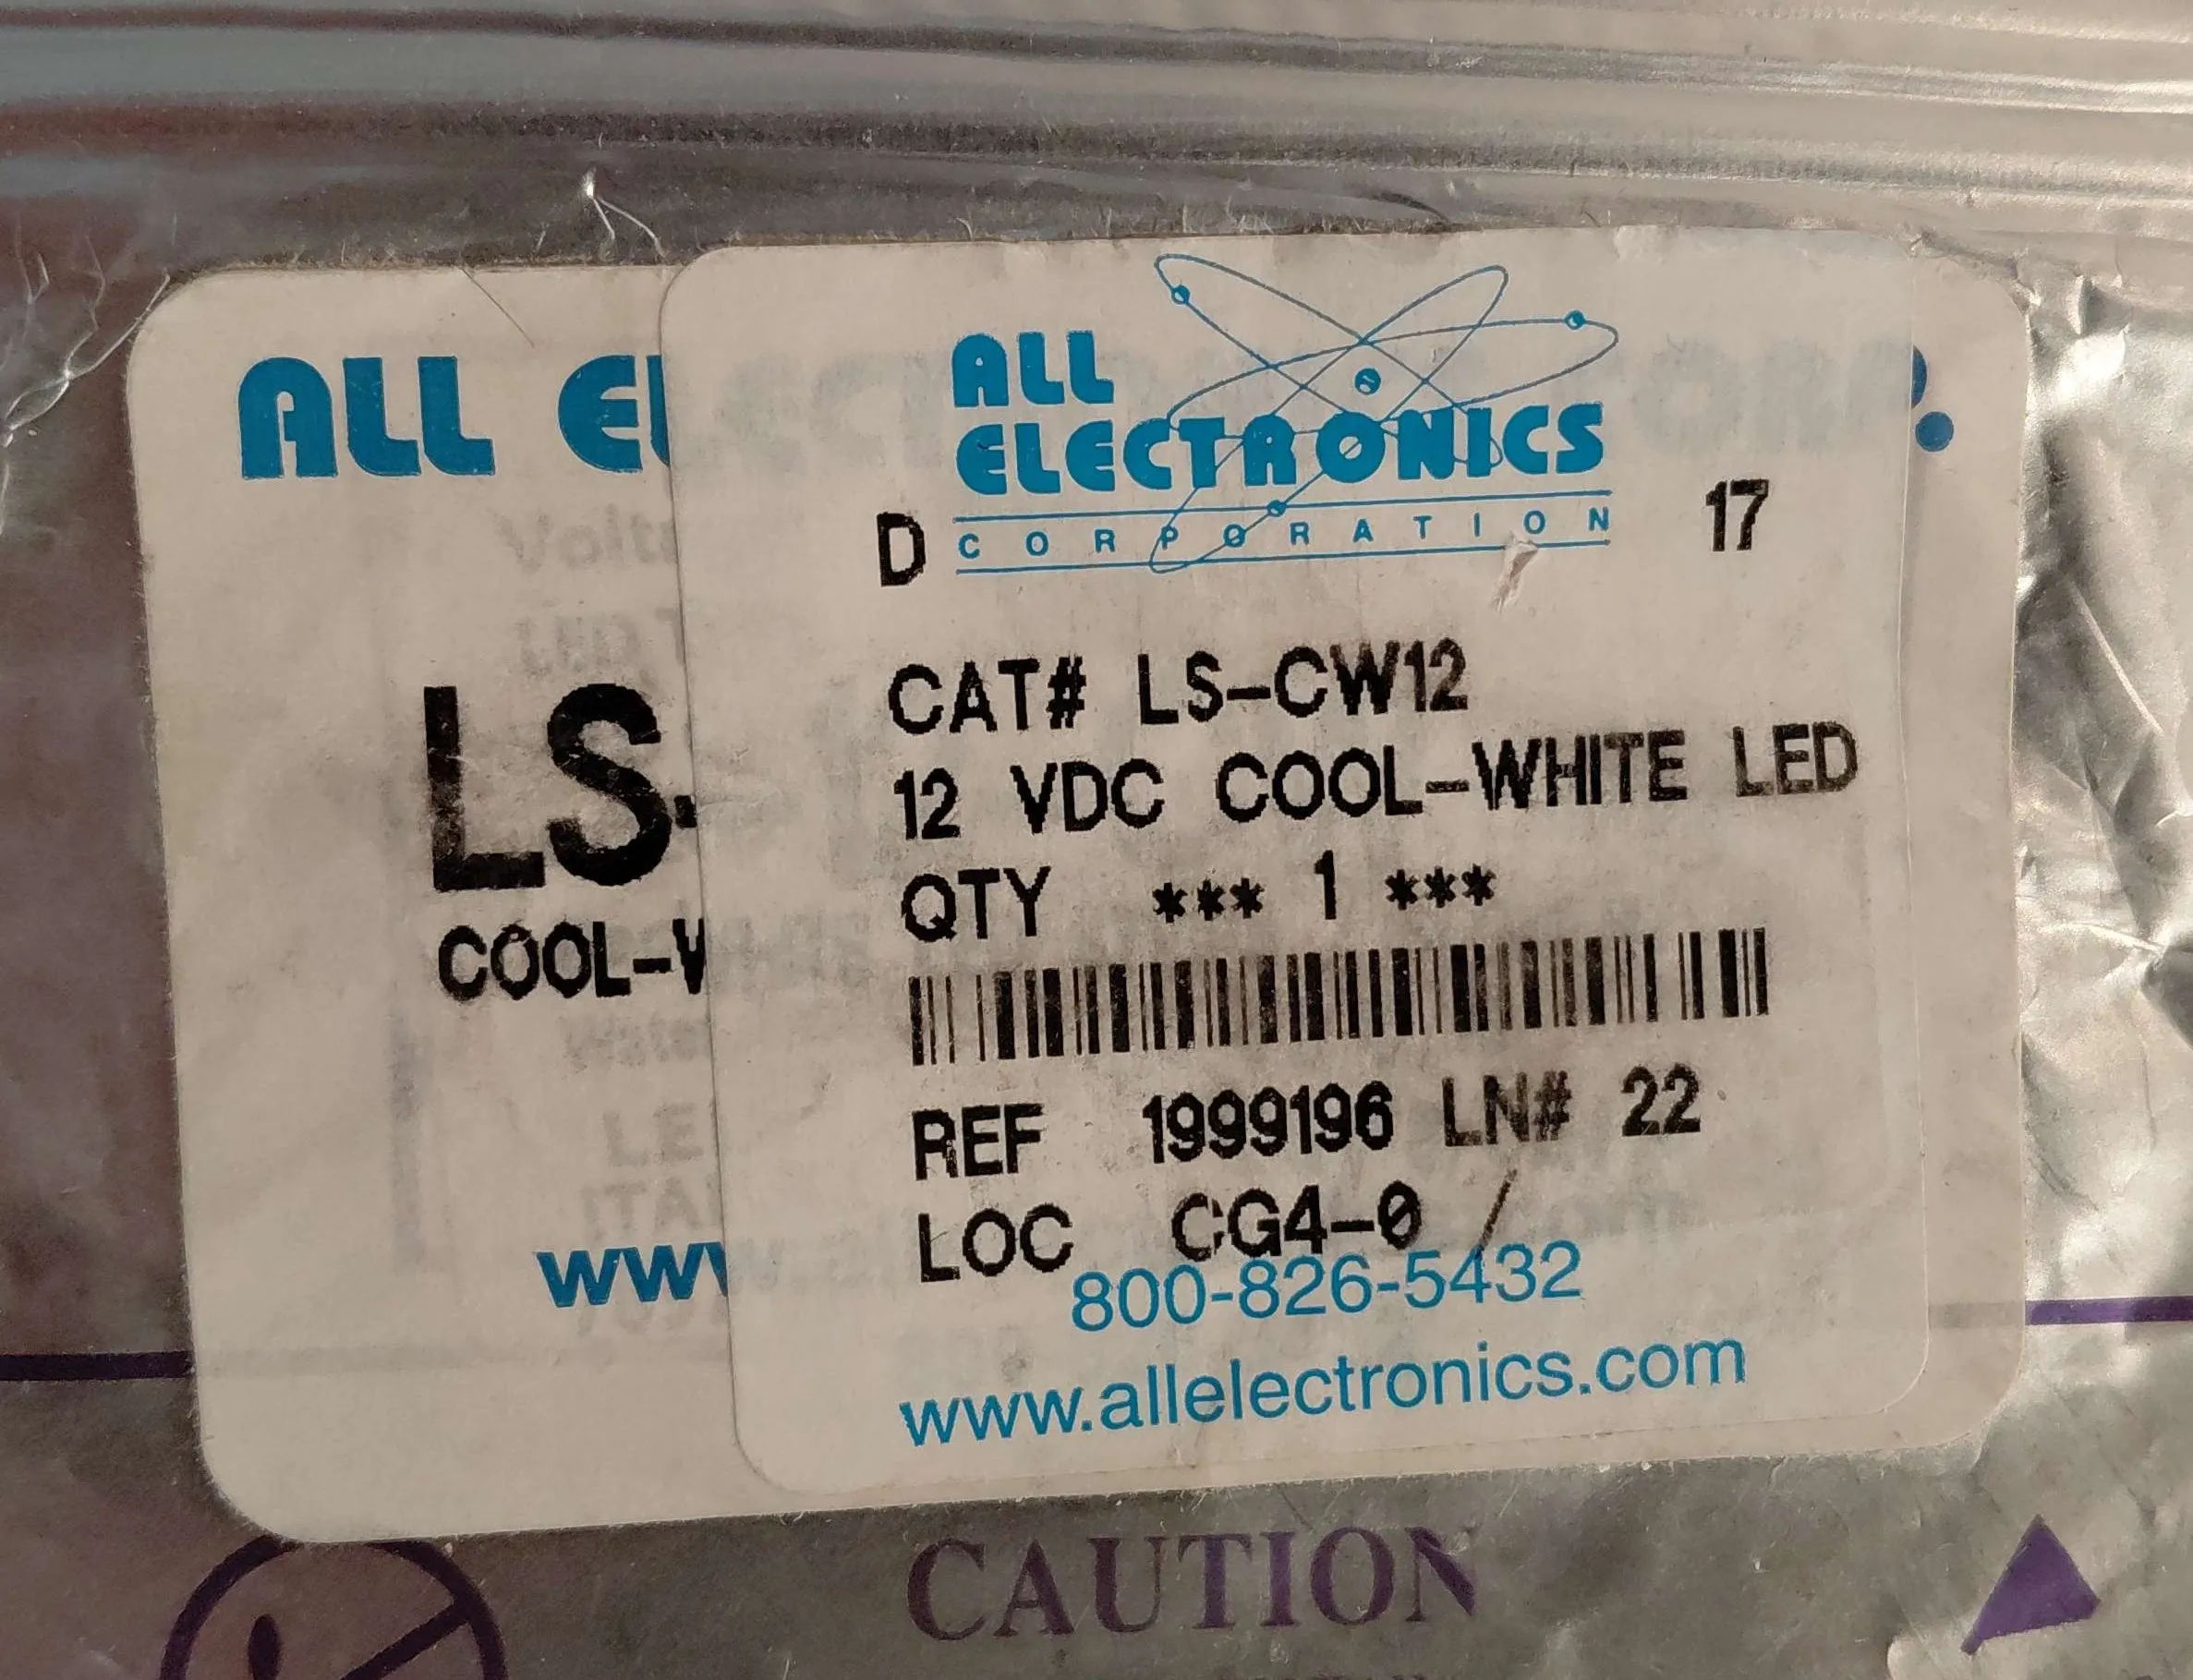 ALL
ELECTRONICS
D CORPORATION 17
CAT# LS-CW12
12 VDC COOL-WHITE LED
QTY *** 1 ***
REF 1999196 LN# 22
LOC CG4-0 /
800-826-5432
www.allelectronics.com
ALL EL
LS-
COOL-W
www
CAUTION